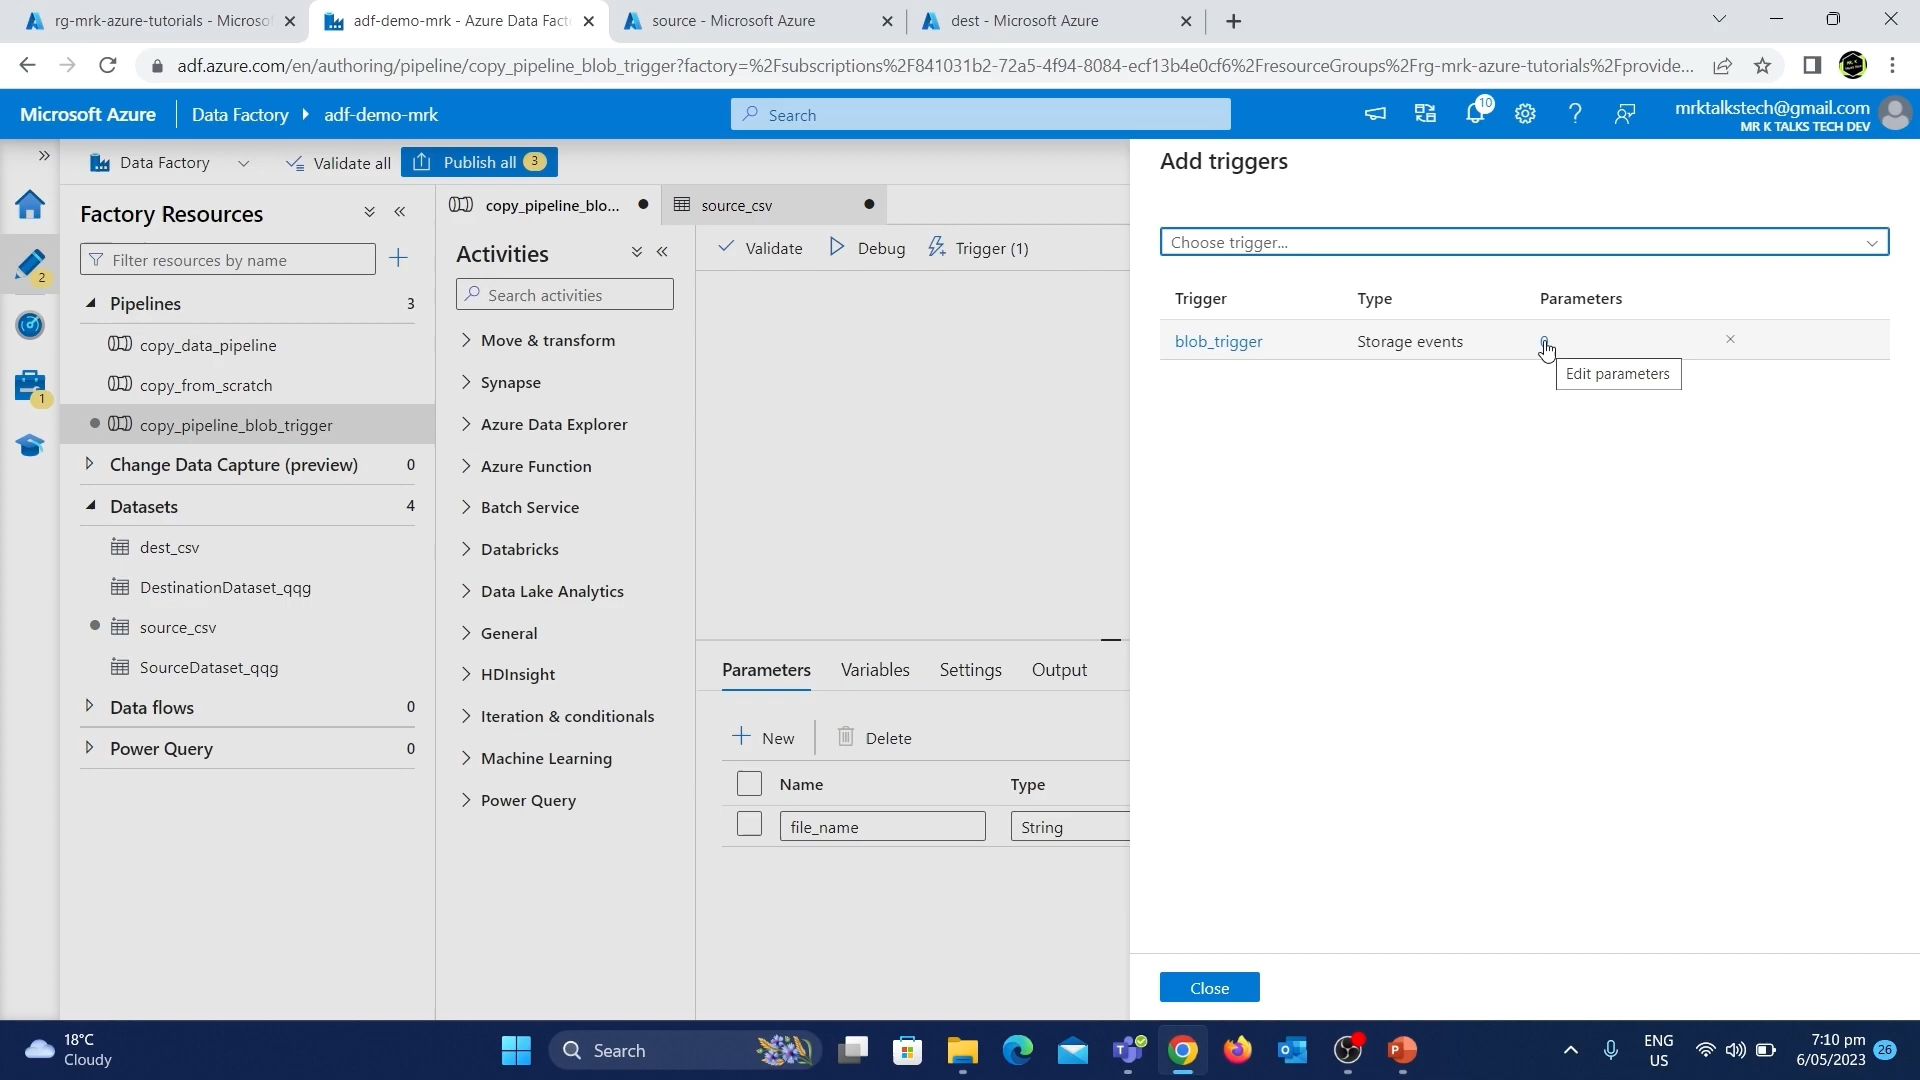 rg-mrk-azure-tutorials - Microsof
adf-demo-mrk - Azure Data Fact
source - Microsoft Azure
dest - Microsoft Azure
adf.azure.com/en/authoring/pipeline/copy_pipeline_blob_trigger?factory=%2Fsubscriptions%2F841031b2-72a5-4f94-8084-ecf13b4e0cf6%2FresourceGroups%2Frg-mrk-azure-tutorials%2Fprovide...
Microsoft Azure
Data Factory
adf-demo-mrk
Search
10
mrktalkstech@gmail.com
MR K TALKS TECH DEV
Data Factory
Validate all
Publish all
3
Add triggers
Factory Resources
copy_pipeline_blo...
source_csv
Choose trigger...
Filter resources by name
Activities
Validate
Debug
Trigger (1)
2
Search activities
Pipelines
3
Trigger
Type
Parameters
copy_data_pipeline
Move & transform
blob_trigger
Storage events
Edit parameters
copy_from_scratch
Synapse
1
copy_pipeline_blob_trigger
Azure Data Explorer
Change Data Capture (preview)
0
Azure Function
Datasets
4
Batch Service
dest_csv
Databricks
DestinationDataset_qqg
Data Lake Analytics
source_csv
General
SourceDataset_qqg
HDInsight
Parameters
Variables
Settings
Output
Data flows
0
Iteration & conditionals
Power Query
0
New
Delete
Machine Learning
Name
Type
Power Query
file_name
String
Close
18°C
Cloudy
Search
ENG
US
7:10 pm
6/05/2023
26